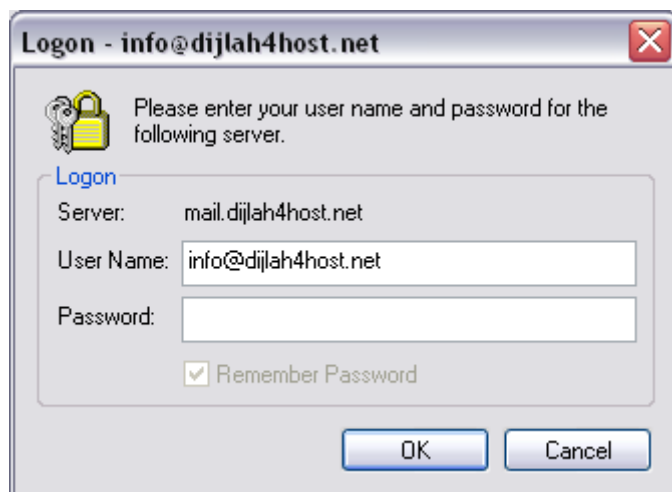 Logon - info@dijlah4host.net
Please enter your user name and password for the
following server.
Logon
Server: mail.dijlah4host.net
User Name: info@dijlah4host.net
Password:
Remember Password
OK Cancel